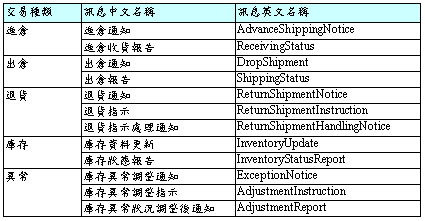 交易種類 訊息中文名稱 訊息英文名稱
進倉 進倉通知 AdvanceShippingNotice
進倉收貨報告 ReceivingStatus
出倉 出倉通知 DropShipment
出倉報告 ShippingStatus
退貨 退貨通知 ReturnShipmentNotice
退貨指示 ReturnShipmentInstruction
退貨指示處理通知 ReturnShipmentHandlingNotice
庫存 庫存資料更新 InventoryUpdate
庫存狀態報告 InventoryStatusReport
異常 庫存異常調整通知 ExceptionNotice
庫存異常調整指示 AdjustmentInstruction
庫存異常狀況調整後通知 AdjustmentReport